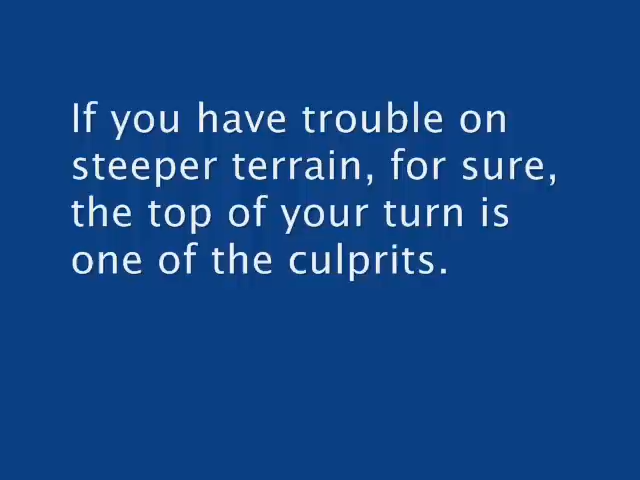 If you have trouble on
steeper terrain, for sure,
the top of your turn is
one of the culprits.